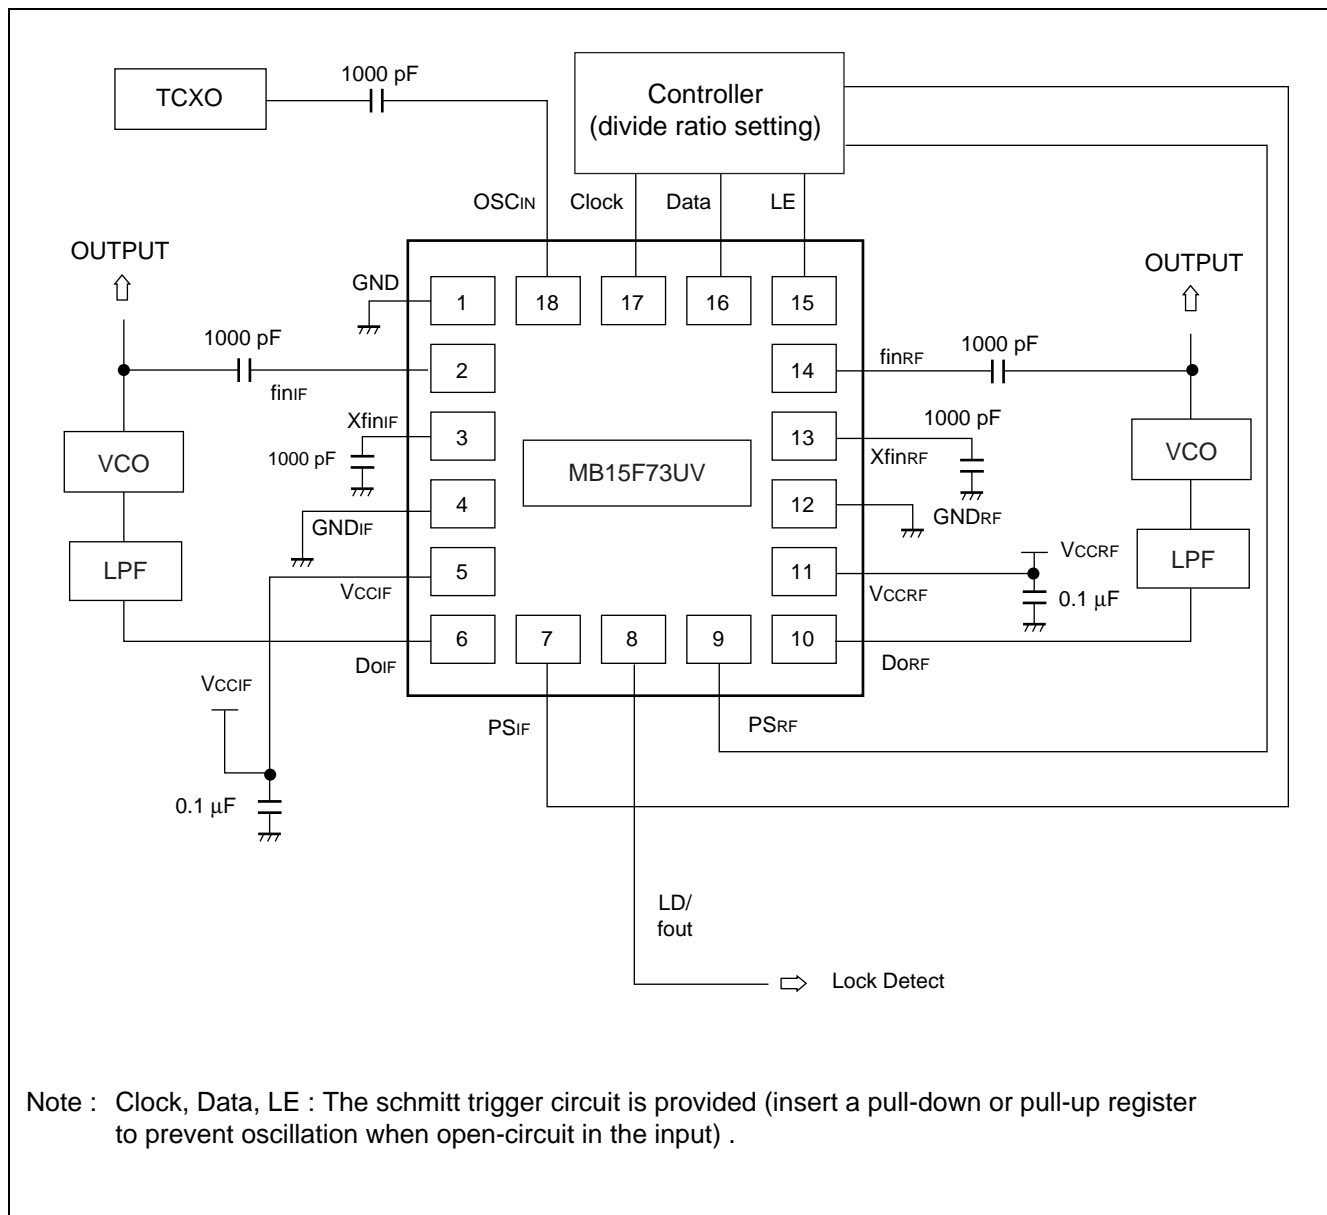 1000 pF
TCXO
Controller
(divide ratio setting)
OSCIN
Clock
Data
LE
OUTPUT
OUTPUT
GND
1
18
17
16
15
1000 pF
finIF
2
14
finRF
1000 pF
XfinIF
3
13
1000 pF
XfinRF
1000 pF
VCO
MB15F73UV
VCO
4
12
GNDIF
GNDRF
LPF
5
11
VCCIF
VCCRF
VCCRF
0.1 μF
LPF
6
7
8
9
10
DoIF
DoRF
VCCIF
PSIF
PSRF
0.1 μF
LD/
fout
Lock Detect
Note : Clock, Data, LE : The schmitt trigger circuit is provided (insert a pull-down or pull-up register
to prevent oscillation when open-circuit in the input) .